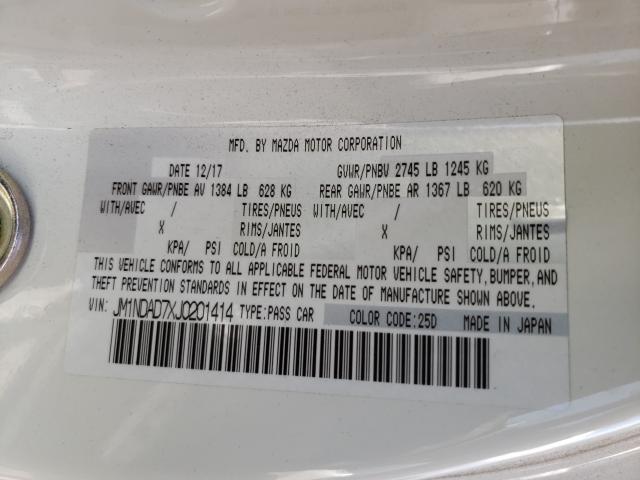 MFD. BY MAZDA MOTOR CORPORATION
DATE 12/17 GVWR/PNBV 2745 LB 1245 KG
FRONT GAWR/PNBE AV 1384 LB 628 KG REAR GAWR/PNBE AR 1367 LB 620 KG
WITH/AVEC / TIRES/PNEUS WITH/AVEC / TIRES/PNEUS
X RIMS/JANTES X RIMS/JANTES
KPA/ PSI COLD/A FROID KPA/ PSI COLD/A FROID
THIS VEHICLE CONFORMS TO ALL APPLICABLE FEDERAL MOTOR VEHICLE SAFETY, BUMPER, AND
THEFT PREVENTION STANDARDS IN EFFECT ON THE DATE OF MANUFACTURE SHOWN ABOVE.
VIN: JM1NDAD7XJ0201414 TYPE:PASS CAR COLOR CODE:25D MADE IN JAPAN